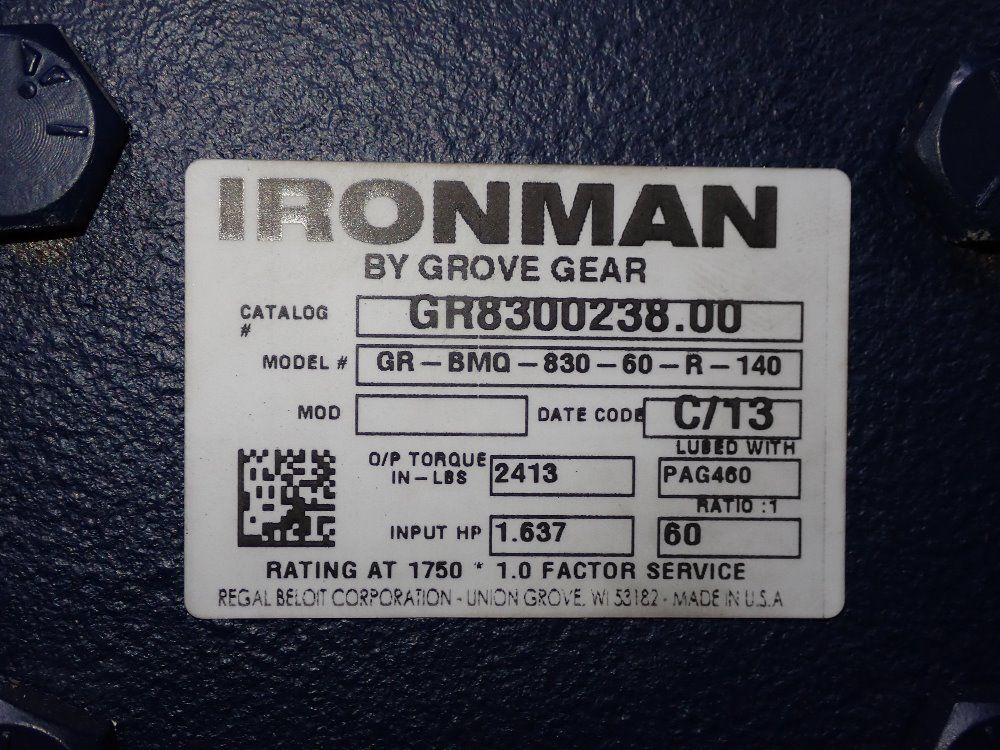 IRONMAN
BY GROVE GEAR
CATALOG # GR8300238.00
MODEL # GR-BMQ-830-60-R-140
MOD DATE CODE C/13
LUBED WITH
O/P TORQUE IN-LBS 2413 PAG460
RATIO :1
INPUT HP 1.637 60
RATING AT 1750 * 1.0 FACTOR SERVICE
REGAL BELOIT CORPORATION - UNION GROVE, WI 53182 - MADE IN U.S.A